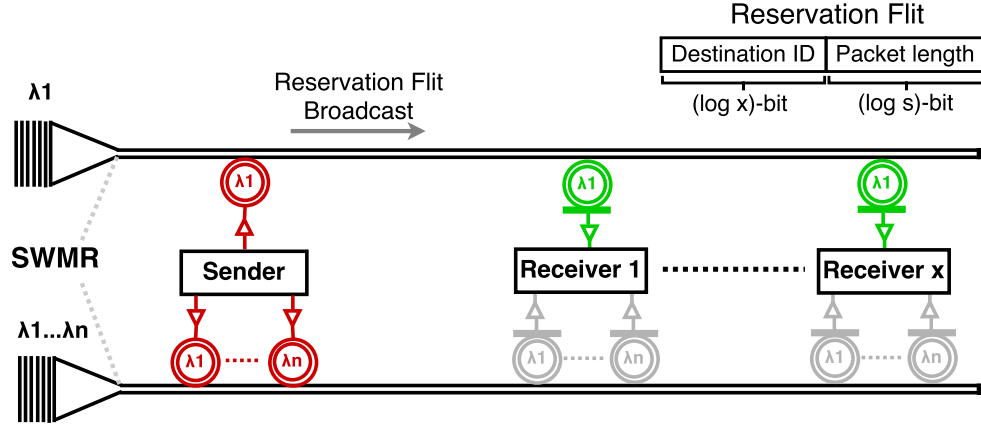 Reservation Flit
Destination ID Packet length
(log x)-bit (log s)-bit
λ1
Reservation Flit
Broadcast
λ1 λ1 λ1
SWMR
Sender Receiver 1 Receiver x
λ1...λn
λ1 λn λ1 λn λ1 λn